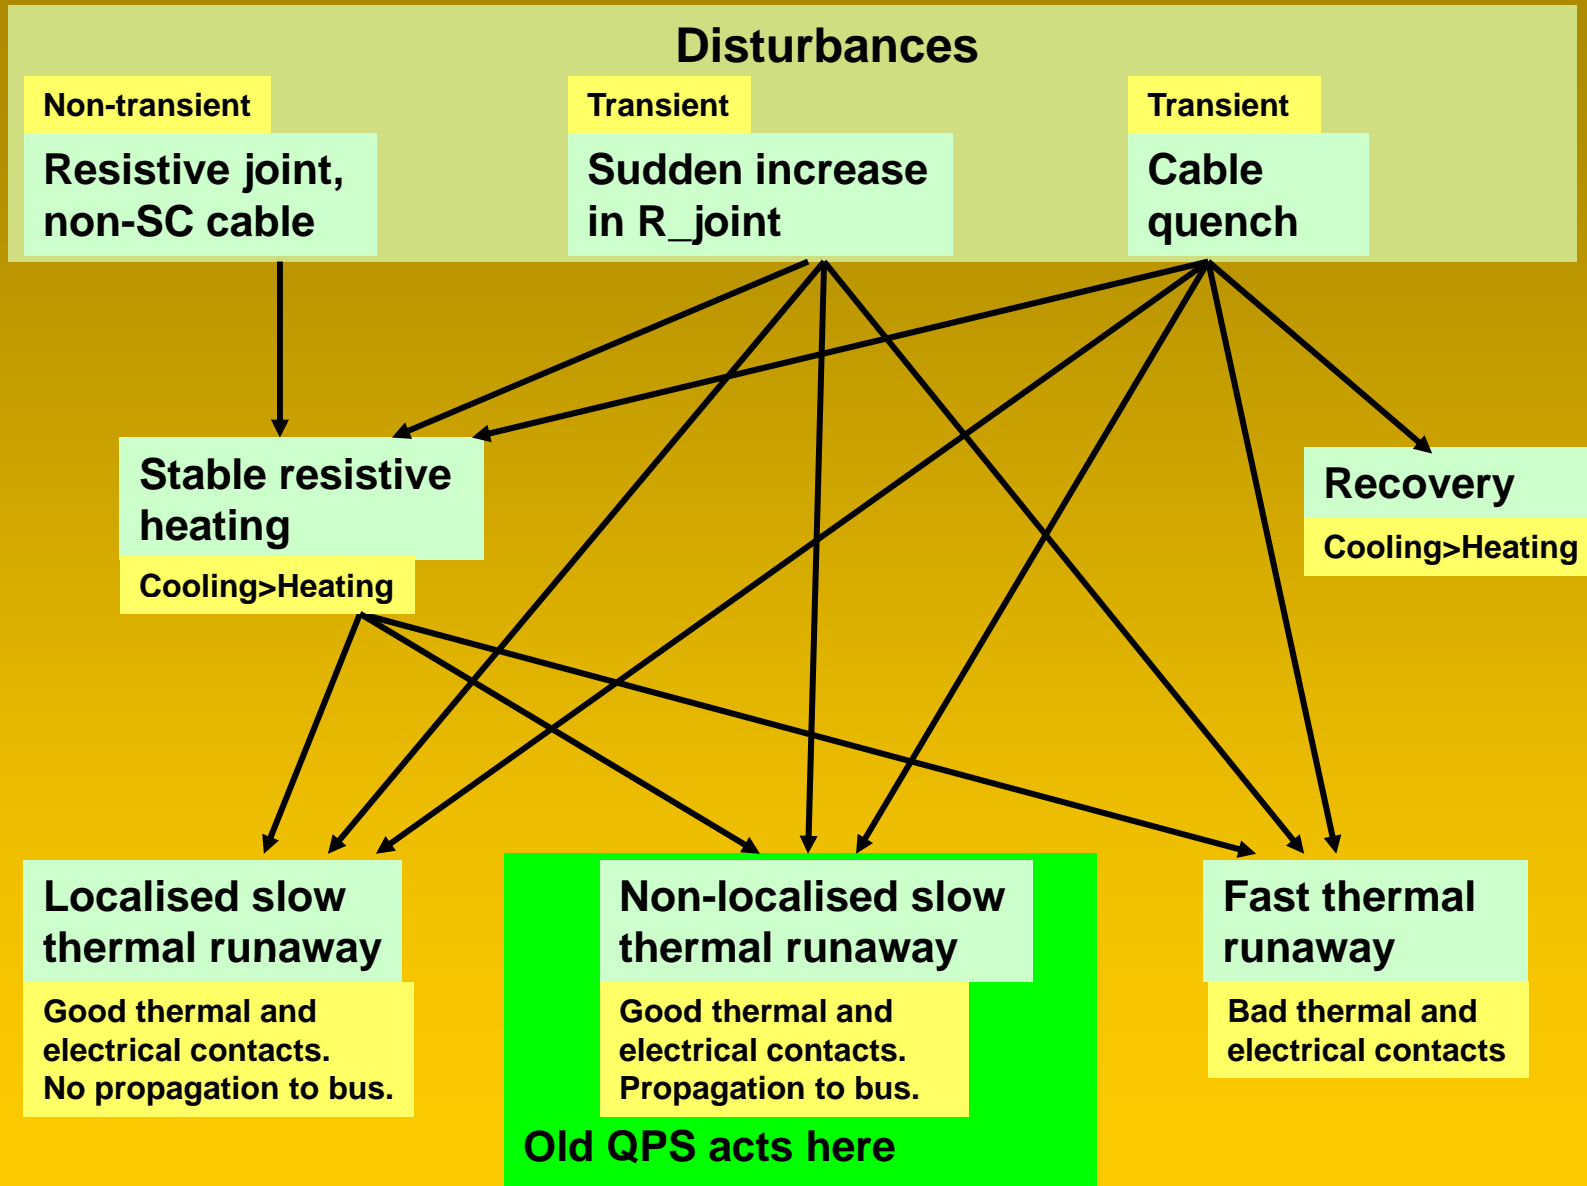 Disturbances
Non-transient
Resistive joint,
non-SC cable
Transient
Sudden increase
in R_joint
Transient
Cable
quench
Stable resistive
heating
Cooling>Heating
Recovery
Cooling>Heating
Localised slow
thermal runaway
Good thermal and
electrical contacts.
No propagation to bus.
Non-localised slow
thermal runaway
Good thermal and
electrical contacts.
Propagation to bus.
Old QPS acts here
Fast thermal
runaway
Bad thermal and
electrical contacts